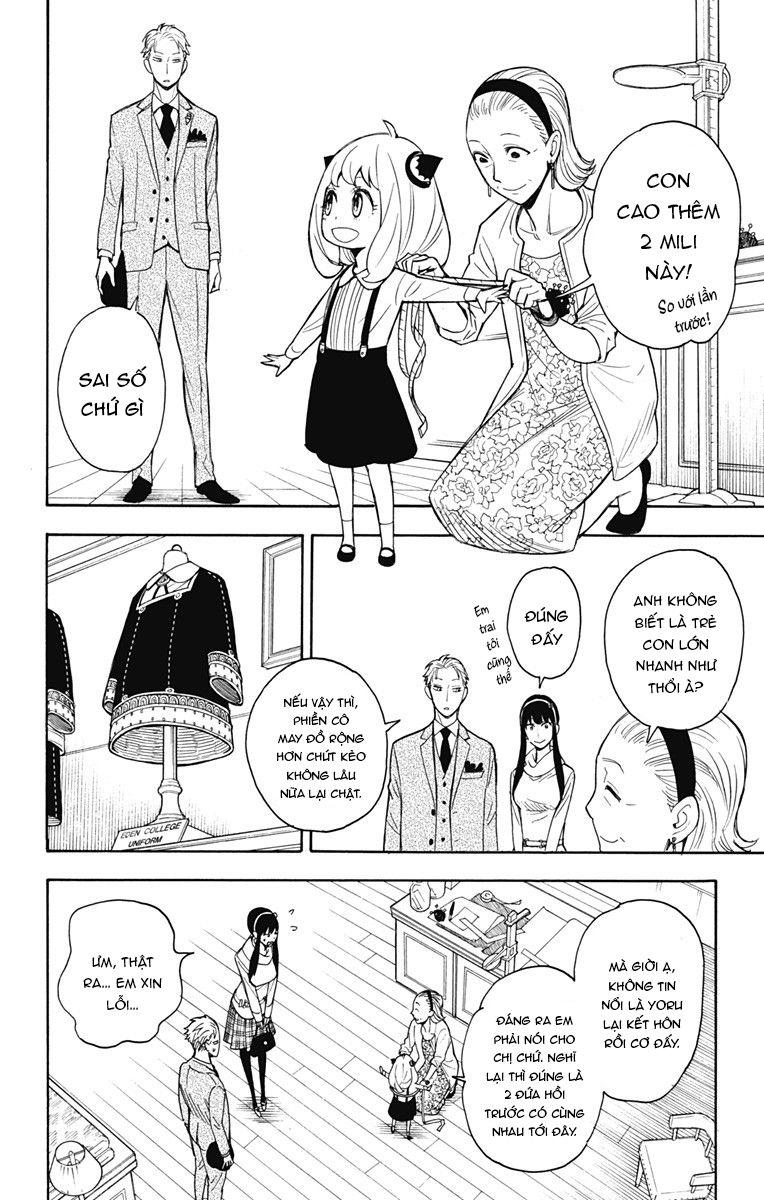 CON
CAO THÊM
2 MILI
NÀY!
So với lần
trước!
SAI SỐ
CHỨ GÌ
ANH KHÔNG
BIẾT LÀ TRẺ
CON LỚN
NHANH NHƯ
THỔI À?
ĐÚNG
ĐẤY
Em
trai
tôi
cũng
thế
NẾU VẬY THÌ,
PHIỀN CÔ
MAY ĐỒ RỘNG
HƠN CHÚT KẺO
KHÔNG LÂU
NỮA LẠI CHẬT.
EDEN COLLEGE
UNIFORM
MÀ GIỜI Ạ,
KHÔNG TIN
NỔI LÀ YORU
LẠI KẾT HÔN
RỒI CƠ ĐẤY.
ĐÁNG RA EM
PHẢI NÓI CHO
CHỊ CHỨ. NGHĨ
LẠI THÌ ĐÚNG LÀ
2 ĐỨA HỒI
TRƯỚC CÓ CÙNG
NHAU TỚI ĐÂY.
ƯM, THẬT
RA... EM XIN
LỖI...